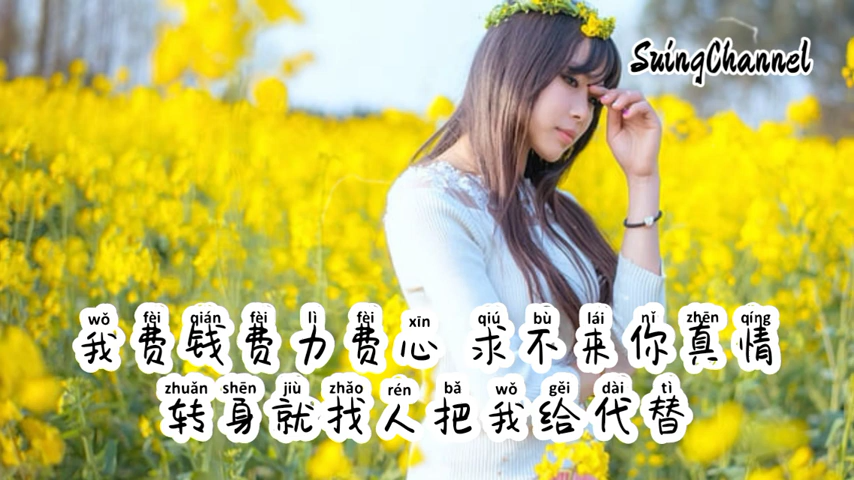 SuingChannel
wǒ fèi qián fèi lì fèi xīn qiú bù lái nǐ zhēn qíng
我费钱费力费心 求不来你真情
zhuǎn shēn jiù zhǎo rén bǎ wǒ gěi dài tì
转身就找人把我给代替